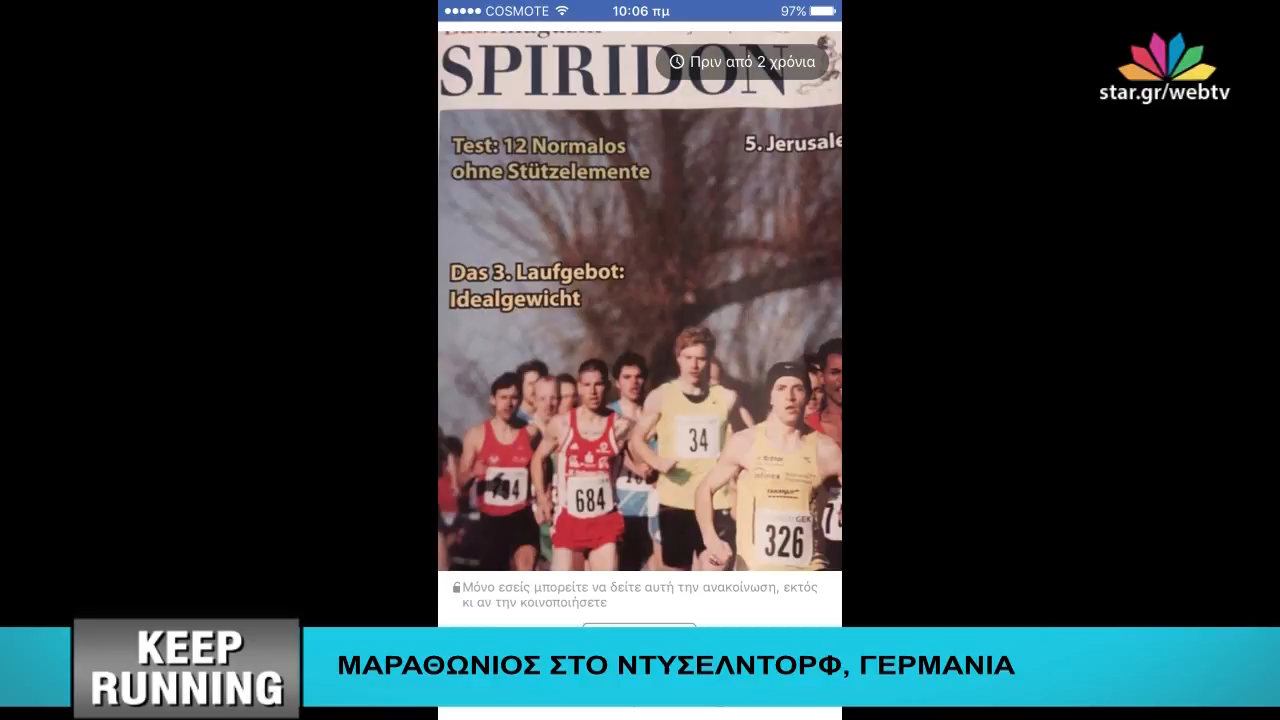 COSMOTE
10:06 πμ
97%
SPIRIDON
Πριν από 2 χρόνια
star.gr/webtv
Test: 12 Normalos
ohne Stützelemente
5. Jerusale
Das 3. Laufgebot:
Idealgewicht
34
684
326
Μόνο εσείς μπορείτε να δείτε αυτή την ανακοίνωση, εκτός
κι αν την κοινοποιήσετε
KEEP
RUNNING
ΜΑΡΑΘΩΝΙΟΣ ΣΤΟ ΝΤΥΣΕΛΝΤΟΡΦ, ΓΕΡΜΑΝΙΑ